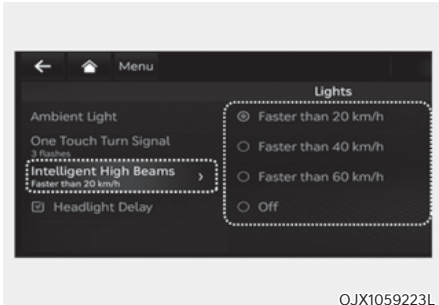 Menu
Lights
Ambient Light
One Touch Turn Signal
3 flashes
Intelligent High Beams
Faster than 20 km/h
Headlight Delay
Faster than 20 km/h
Faster than 40 km/h
Faster than 60 km/h
Off
OJX1059223L